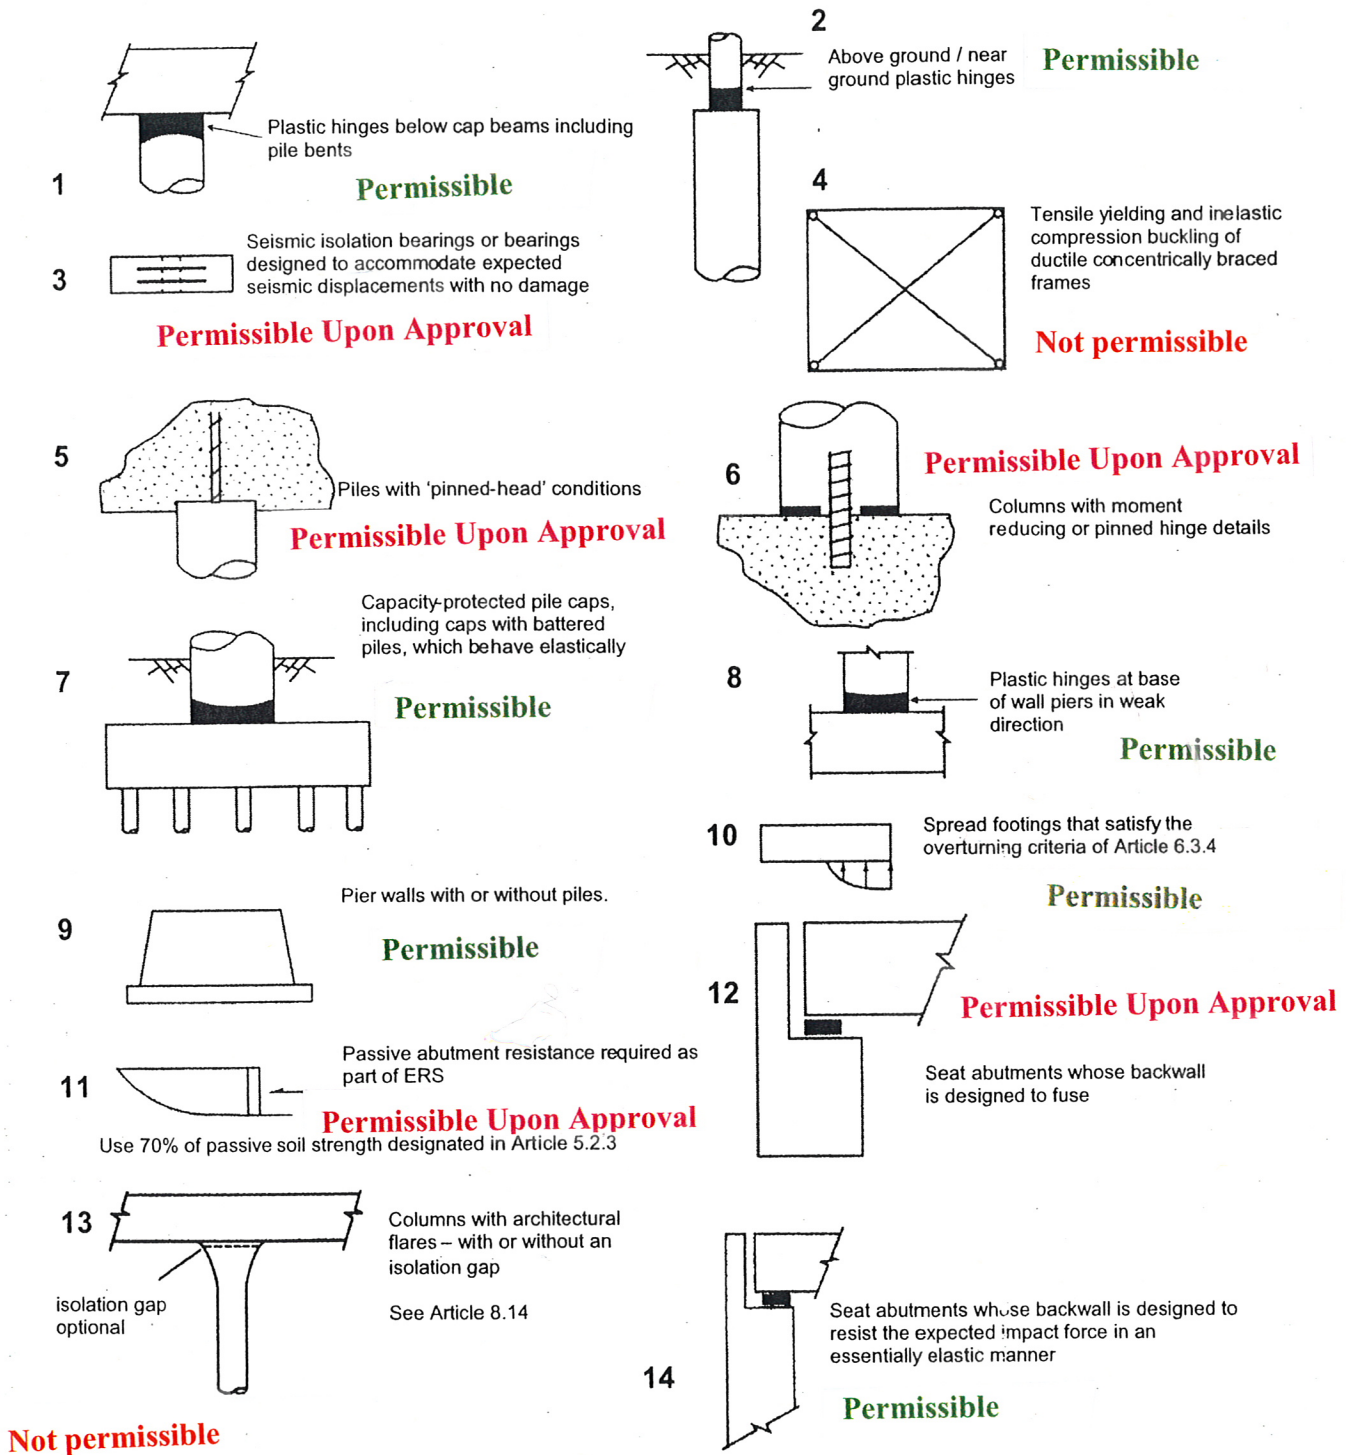 1
Plastic hinges below cap beams including
pile bents
Permissible
2
Above ground / near
ground plastic hinges
Permissible
3
Seismic isolation bearings or bearings
designed to accommodate expected
seismic displacements with no damage
Permissible Upon Approval
4
Tensile yielding and inelastic
compression buckling of
ductile concentrically braced
frames
Not permissible
5
Piles with ‘pinned-head’ conditions
Permissible Upon Approval
6
Permissible Upon Approval
Columns with moment
reducing or pinned hinge details
7
Capacity-protected pile caps,
including caps with battered
piles, which behave elastically
Permissible
8
Plastic hinges at base
of wall piers in weak
direction
Permissible
9
Pier walls with or without piles.
Permissible
10
Spread footings that satisfy the
overturning criteria of Article 6.3.4
Permissible
11
Passive abutment resistance required as
part of ERS
Permissible Upon Approval
Use 70% of passive soil strength designated in Article 5.2.3
12
Permissible Upon Approval
Seat abutments whose backwall
is designed to fuse
13
Columns with architectural
flares – with or without an
isolation gap
See Article 8.14
isolation gap
optional
Not permissible
14
Seat abutments whose backwall is designed to
resist the expected impact force in an
essentially elastic manner
Permissible